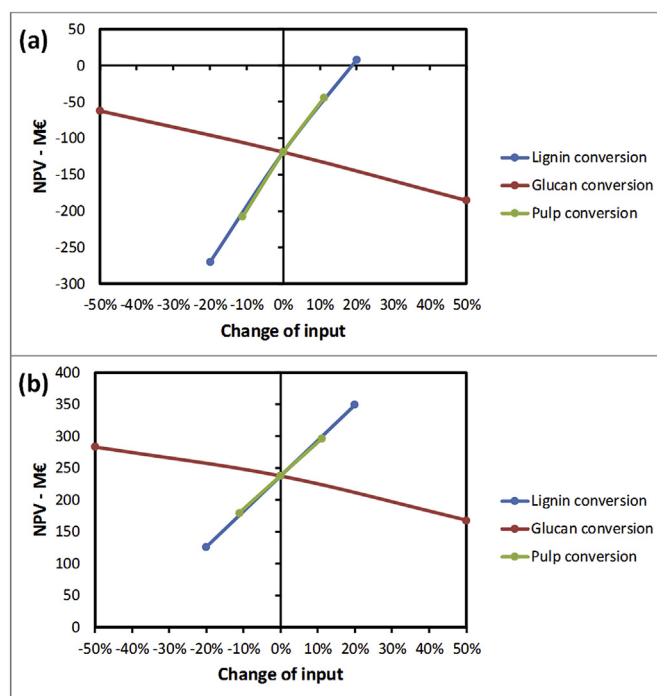 (a)
50
0
-50
-100
-150
-200
-250
-300
NPV - M€
-50% -40% -30% -20% -10% 0% 10% 20% 30% 40% 50%
Change of input
Lignin conversion
Glucan conversion
Pulp conversion
(b)
400
350
300
250
200
150
100
50
0
NPV - M€
-50% -40% -30% -20% -10% 0% 10% 20% 30% 40% 50%
Change of input
Lignin conversion
Glucan conversion
Pulp conversion